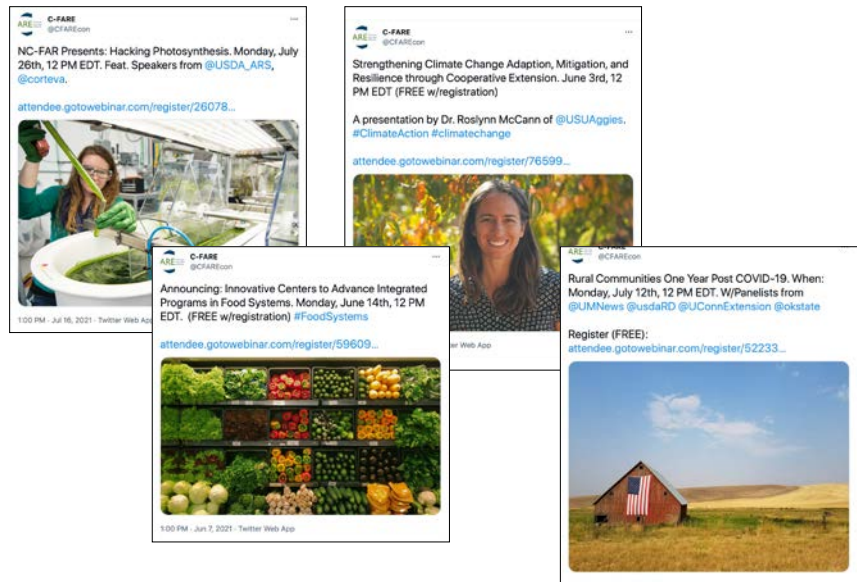 ARE
C-FARE
@CFAREcon
NC-FAR Presents: Hacking Photosynthesis. Monday, July
26th, 12 PM EDT. Feat. Speakers from @USDA_ARS,
@corteva.
attendee.gotowebinar.com/register/26078...
1:00 PM · Jul 16, 2021 · Twitter Web App
ARE
C-FARE
@CFAREcon
Strengthening Climate Change Adaption, Mitigation, and
Resilience through Cooperative Extension. June 3rd, 12
PM EDT (FREE w/registration)
A presentation by Dr. Roslynn McCann of @USUAggies.
#ClimateAction #climatechange
attendee.gotowebinar.com/register/76599...
Web App
ARE
C-FARE
@CFAREcon
Announcing: Innovative Centers to Advance Integrated
Programs in Food Systems. Monday, June 14th, 12 PM
EDT. (FREE w/registration) #FoodSystems
attendee.gotowebinar.com/register/59609...
1:00 PM · Jun 7, 2021 · Twitter Web App
ARE
C-FARE
@CFAREcon
Rural Communities One Year Post COVID-19. When:
Monday, July 12th, 12 PM EDT. W/Panelists from
@UMNews @usdaRD @UConnExtension @okstate
Register (FREE):
attendee.gotowebinar.com/register/52233...